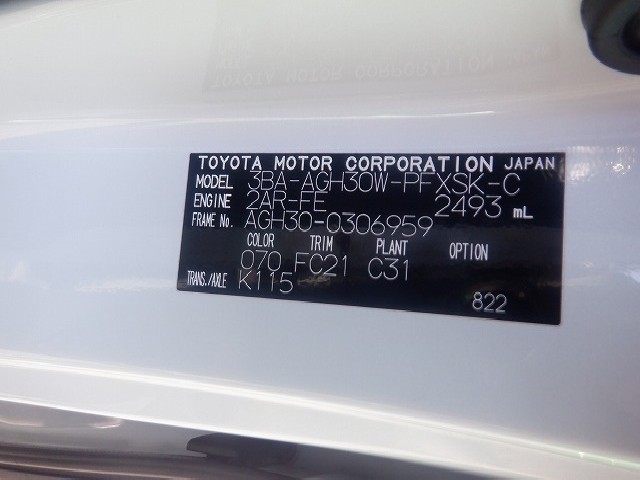 TOYOTA MOTOR CORPORATION JAPAN
MODEL 3BA-AGH30W-PFXSK-C
ENGINE 2AR-FE 2493 mL
FRAME No. AGH30-0306959
COLOR TRIM PLANT OPTION
070 FC21 C31
TRANS./AXLE K115
822